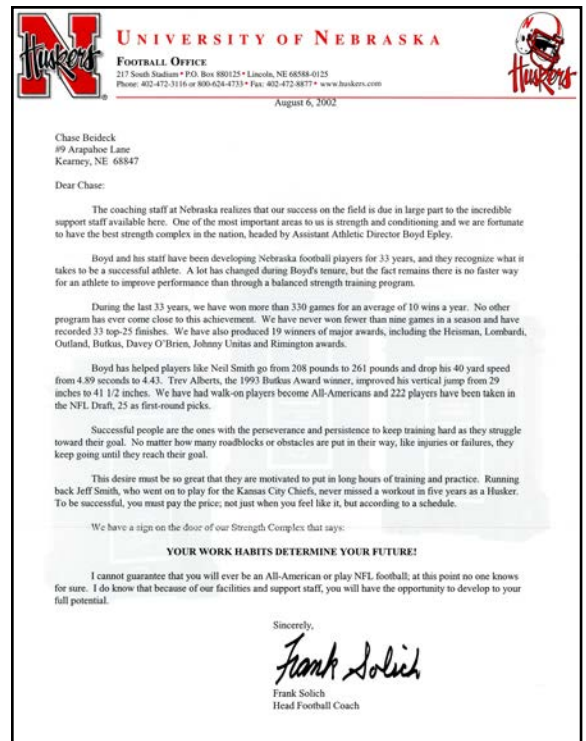 Huskers
UNIVERSITY OF NEBRASKA
FOOTBALL OFFICE
217 South Stadium • P.O. Box 880125 • Lincoln, NE 68588-0125
Phone: 402-472-3116 or 800-624-4733 • Fax: 402-472-8877 • www.huskers.com
Huskers
August 6, 2002
Chase Beideck
#9 Arapahoe Lane
Kearney, NE 68847
Dear Chase:
The coaching staff at Nebraska realizes that our success on the field is due in large part to the incredible
support staff available here. One of the most important areas to us is strength and conditioning and we are fortunate
to have the best strength complex in the nation, headed by Assistant Athletic Director Boyd Epley.
Boyd and his staff have been developing Nebraska football players for 33 years, and they recognize what it
takes to be a successful athlete. A lot has changed during Boyd's tenure, but the fact remains there is no faster way
for an athlete to improve performance than through a balanced strength training program.
During the last 33 years, we have won more than 330 games for an average of 10 wins a year. No other
program has ever come close to this achievement. We have never won fewer than nine games in a season and have
recorded 33 top-25 finishes. We have also produced 19 winners of major awards, including the Heisman, Lombardi,
Outland, Butkus, Davey O'Brien, Johnny Unitas and Rimington awards.
Boyd has helped players like Neil Smith go from 208 pounds to 261 pounds and drop his 40 yard speed
from 4.89 seconds to 4.43. Trev Alberts, the 1993 Butkus Award winner, improved his vertical jump from 29
inches to 41 1/2 inches. We have had walk-on players become All-Americans and 222 players have been taken in
the NFL Draft, 25 as first-round picks.
Successful people are the ones with the perseverance and persistence to keep training hard as they struggle
toward their goal. No matter how many roadblocks or obstacles are put in their way, like injuries or failures, they
keep going until they reach their goal.
This desire must be so great that they are motivated to put in long hours of training and practice. Running
back Jeff Smith, who went on to play for the Kansas City Chiefs, never missed a workout in five years as a Husker.
To be successful, you must pay the price; not just when you feel like it, but according to a schedule.
We have a sign on the door of our Strength Complex that says:
YOUR WORK HABITS DETERMINE YOUR FUTURE!
I cannot guarantee that you will ever be an All-American or play NFL football; at this point no one knows
for sure. I do know that because of our facilities and support staff, you will have the opportunity to develop to your
full potential.
Sincerely,
Frank Solich
Frank Solich
Head Football Coach